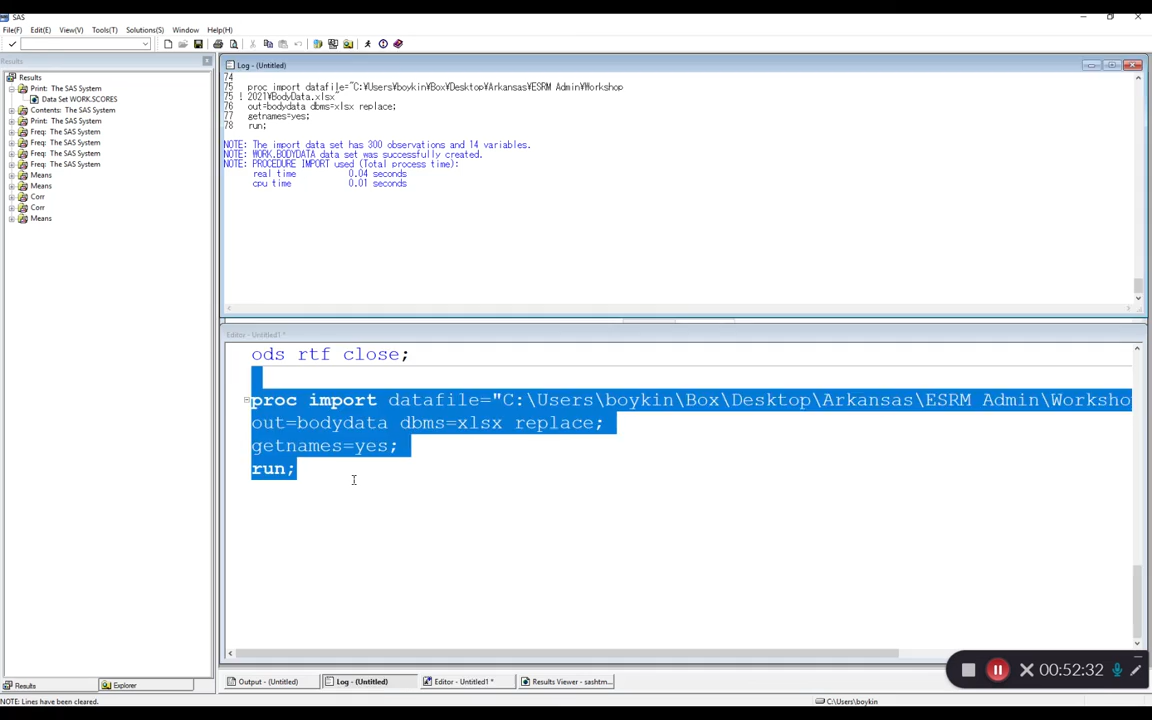 SAS
File(F) Edit(E) View(V) Tools(T) Solutions(S) Window Help(H)
Results
Log - (Untitled)
Results
Print: The SAS System
Data Set WORK.SCORES
Contents: The SAS System
Print: The SAS System
Freq: The SAS System
Freq: The SAS System
Freq: The SAS System
Freq: The SAS System
Means
Means
Corr
Corr
Means
74
75 proc import datafile="C:¥Users¥boykin¥Box¥Desktop¥Arkansas¥ESRM Admin¥Workshop
75 ! 2021¥BodyData.xlsx"
76 out=bodydata dbms=xlsx replace;
77 getnames=yes;
78 run;
NOTE: The import data set has 300 observations and 14 variables.
NOTE: WORK.BODYDATA data set was successfully created.
NOTE: PROCEDURE IMPORT used (Total process time):
real time 0.04 seconds
cpu time 0.01 seconds
Editor - Untitled1 *
ods rtf close;
proc import datafile="C:\Users\boykin\Box\Desktop\Arkansas\ESRM Admin\Worksho
out=bodydata dbms=xlsx replace;
getnames=yes;
run;
Results Explorer Output - (Untitled) Log - (Untitled) Editor - Untitled1 * Results Viewer - sashtm...
00:52:32
NOTE: Lines have been cleared. C:\Users\boykin